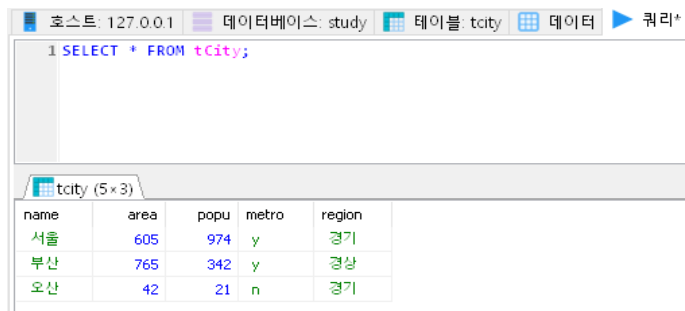 호스트: 127.0.0.1 데이터베이스: study 테이블: tcity 데이터 쿼리*
1 SELECT * FROM tCity;
tcity (5×3)
name area popu metro region
서울 605 974 y 경기
부산 765 342 y 경상
오산 42 21 n 경기